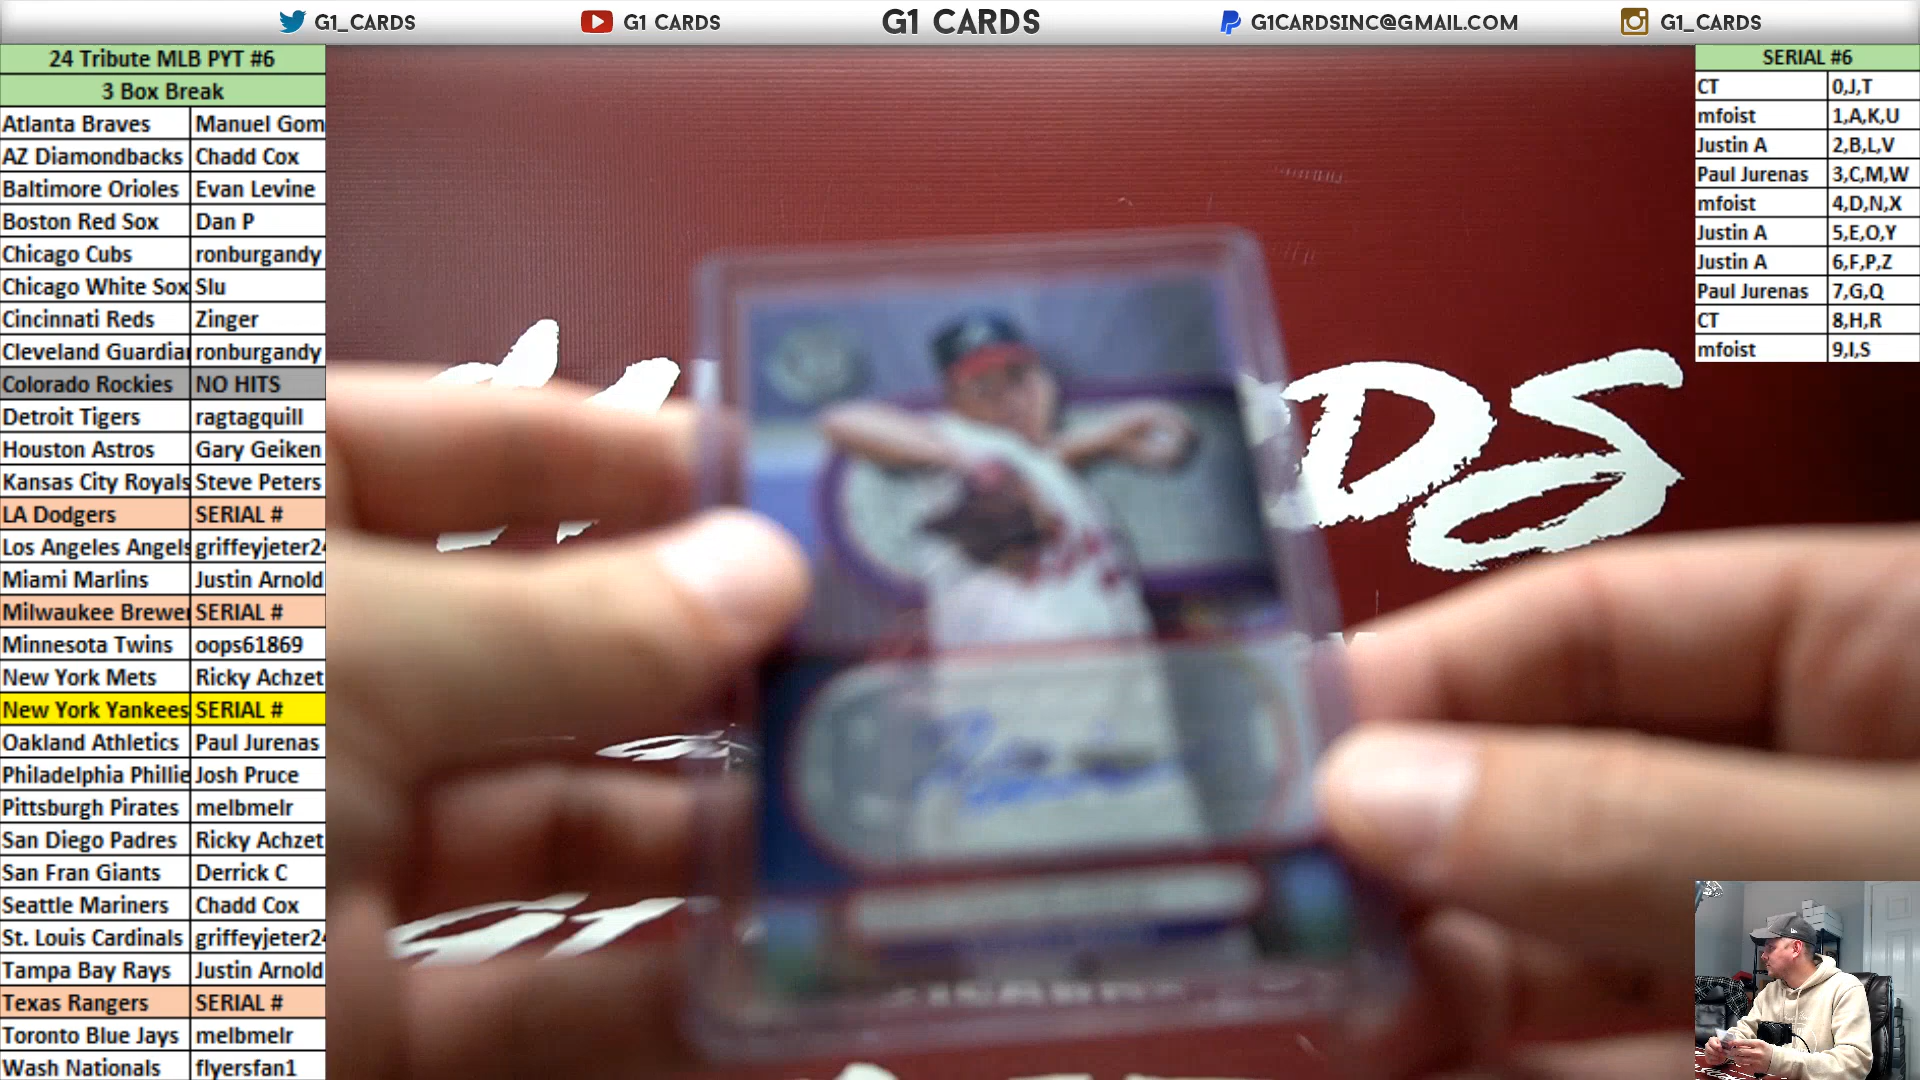 G1_CARDS G1 CARDS G1 CARDS G1CARDSINC@GMAIL.COM G1_CARDS
24 Tribute MLB PYT #6
3 Box Break
Atlanta Braves Manuel Gom
AZ Diamondbacks Chadd Cox
Baltimore Orioles Evan Levine
Boston Red Sox Dan P
Chicago Cubs ronburgandy
Chicago White Sox Slu
Cincinnati Reds Zinger
Cleveland Guardian ronburgandy
Colorado Rockies NO HITS
Detroit Tigers ragtagquill
Houston Astros Gary Geiken
Kansas City Royals Steve Peters
LA Dodgers SERIAL #
Los Angeles Angels griffeyjeter24
Miami Marlins Justin Arnold
Milwaukee Brewer SERIAL #
Minnesota Twins oops61869
New York Mets Ricky Achzet
New York Yankees SERIAL #
Oakland Athletics Paul Jurenas
Philadelphia Phillie Josh Pruce
Pittsburgh Pirates melbmelr
San Diego Padres Ricky Achzet
San Fran Giants Derrick C
Seattle Mariners Chadd Cox
St. Louis Cardinals griffeyjeter24
Tampa Bay Rays Justin Arnold
Texas Rangers SERIAL #
Toronto Blue Jays melbmelr
Wash Nationals flyersfan1
SERIAL #6
CT 0,J,T
mfoist 1,A,K,U
Justin A 2,B,L,V
Paul Jurenas 3,C,M,W
mfoist 4,D,N,X
Justin A 5,E,O,Y
Justin A 6,F,P,Z
Paul Jurenas 7,G,Q
CT 8,H,R
mfoist 9,I,S
DS
G1